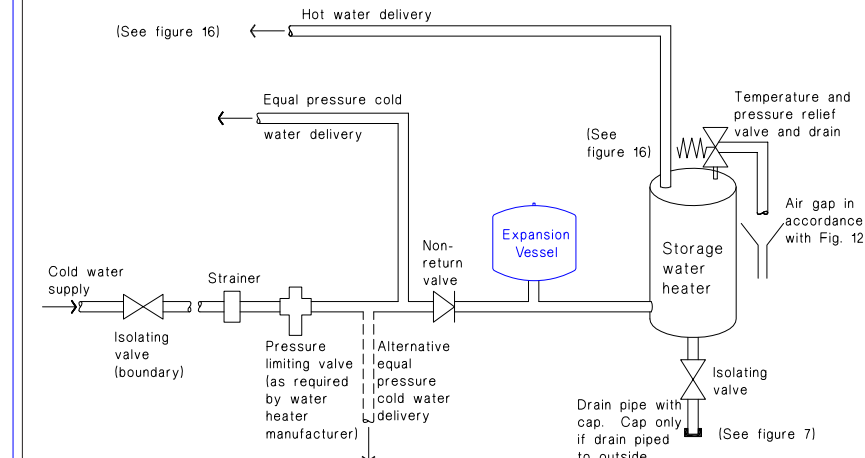 Hot water delivery
(See figure 16)
Equal pressure cold
water delivery
Temperature and
pressure relief
valve and drain
(See
figure 16)
Air gap in
accordance
with Fig. 12
Expansion
Vessel
Non-
return
valve
Storage
water
heater
Cold water
supply
Strainer
Isolating
valve
(boundary)
Pressure
limiting valve
(as required
by water
heater
manufacturer)
Alternative
equal
pressure
cold water
delivery
Isolating
valve
Drain pipe with
cap. Cap only
if drain piped
to outside
(See figure 7)